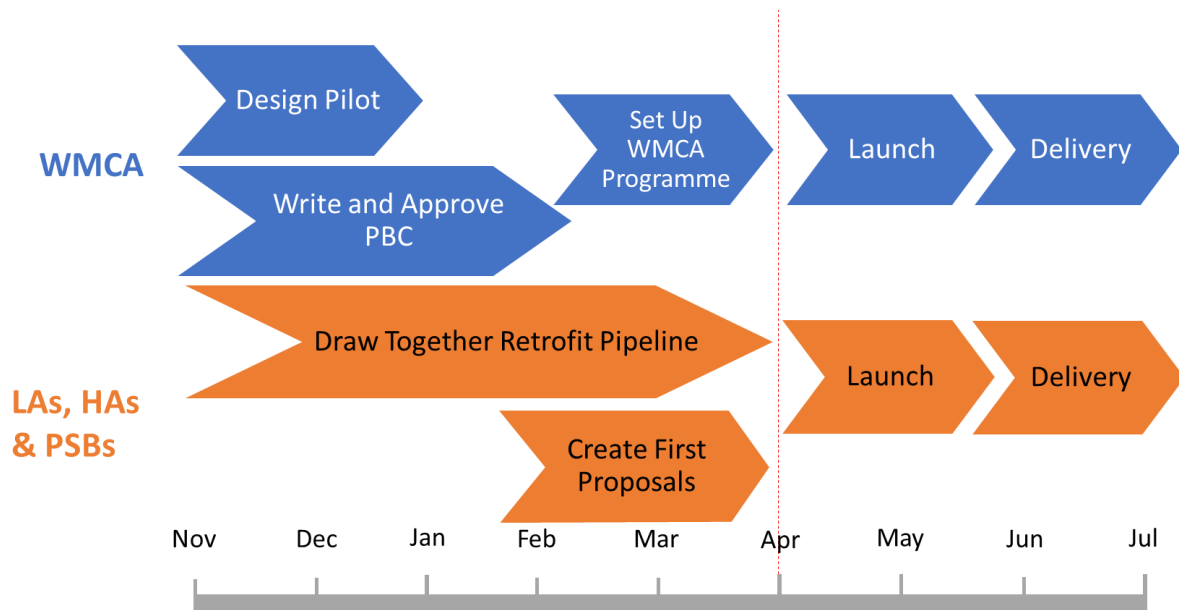 Design Pilot
WMCA
Write and Approve
PBC
Set Up
WMCA
Programme
Launch
Delivery
LAs, HAs
& PSBs
Draw Together Retrofit Pipeline
Create First
Proposals
Launch
Delivery
Nov
Dec
Jan
Feb
Mar
Apr
May
Jun
Jul